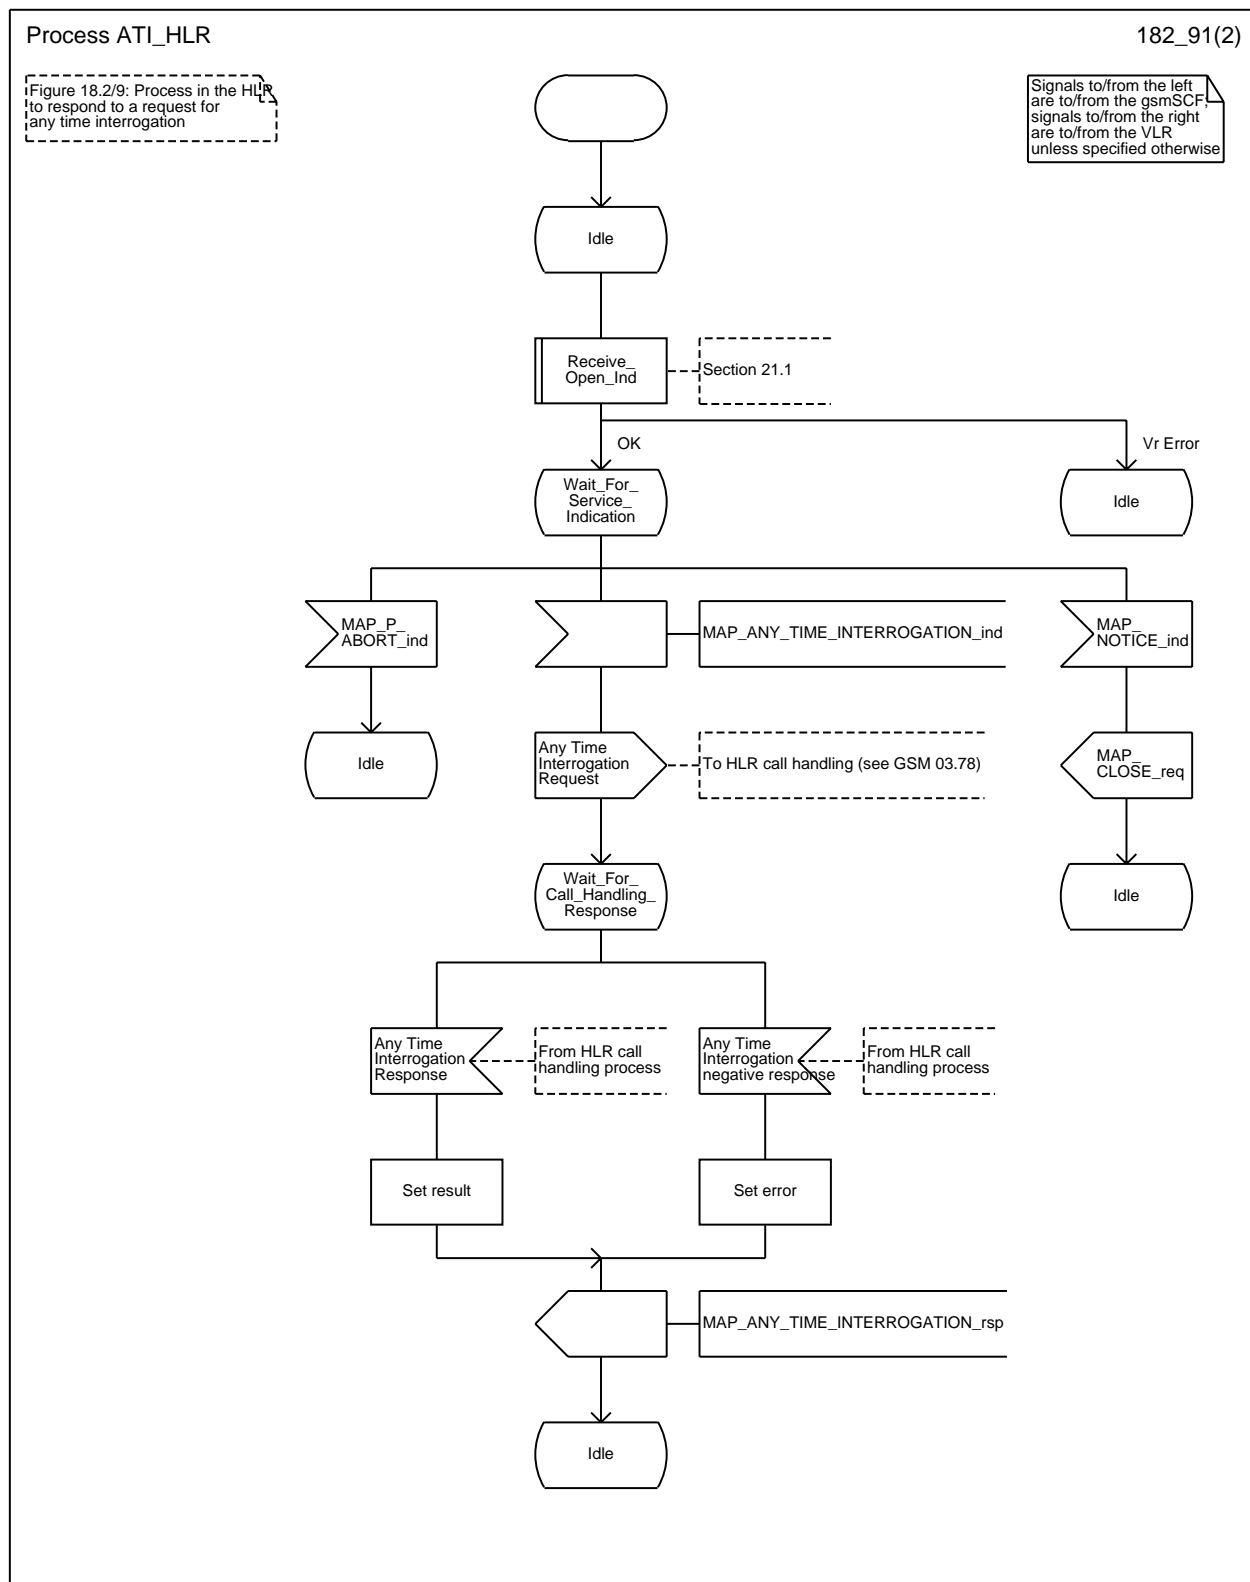 Process ATI_HLR
182_91(2)
Figure 18.2/9: Process in the HLR
to respond to a request for
any time interrogation
Signals to/from the left
are to/from the gsmSCF;
signals to/from the right
are to/from the VLR
unless specified otherwise
Idle
Receive_
Open_Ind
Section 21.1
OK
Vr Error
Wait_For_
Service_
Indication
Idle
MAP_P_
ABORT_ind
MAP_ANY_TIME_INTERROGATION_ind
MAP_
NOTICE_ind
Idle
Any Time
Interrogation
Request
To HLR call handling (see GSM 03.78)
MAP_
CLOSE_req
Wait_For_
Call_Handling_
Response
Idle
Any Time
Interrogation
Response
From HLR call
handling process
Any Time
Interrogation
negative response
From HLR call
handling process
Set result
Set error
MAP_ANY_TIME_INTERROGATION_rsp
Idle